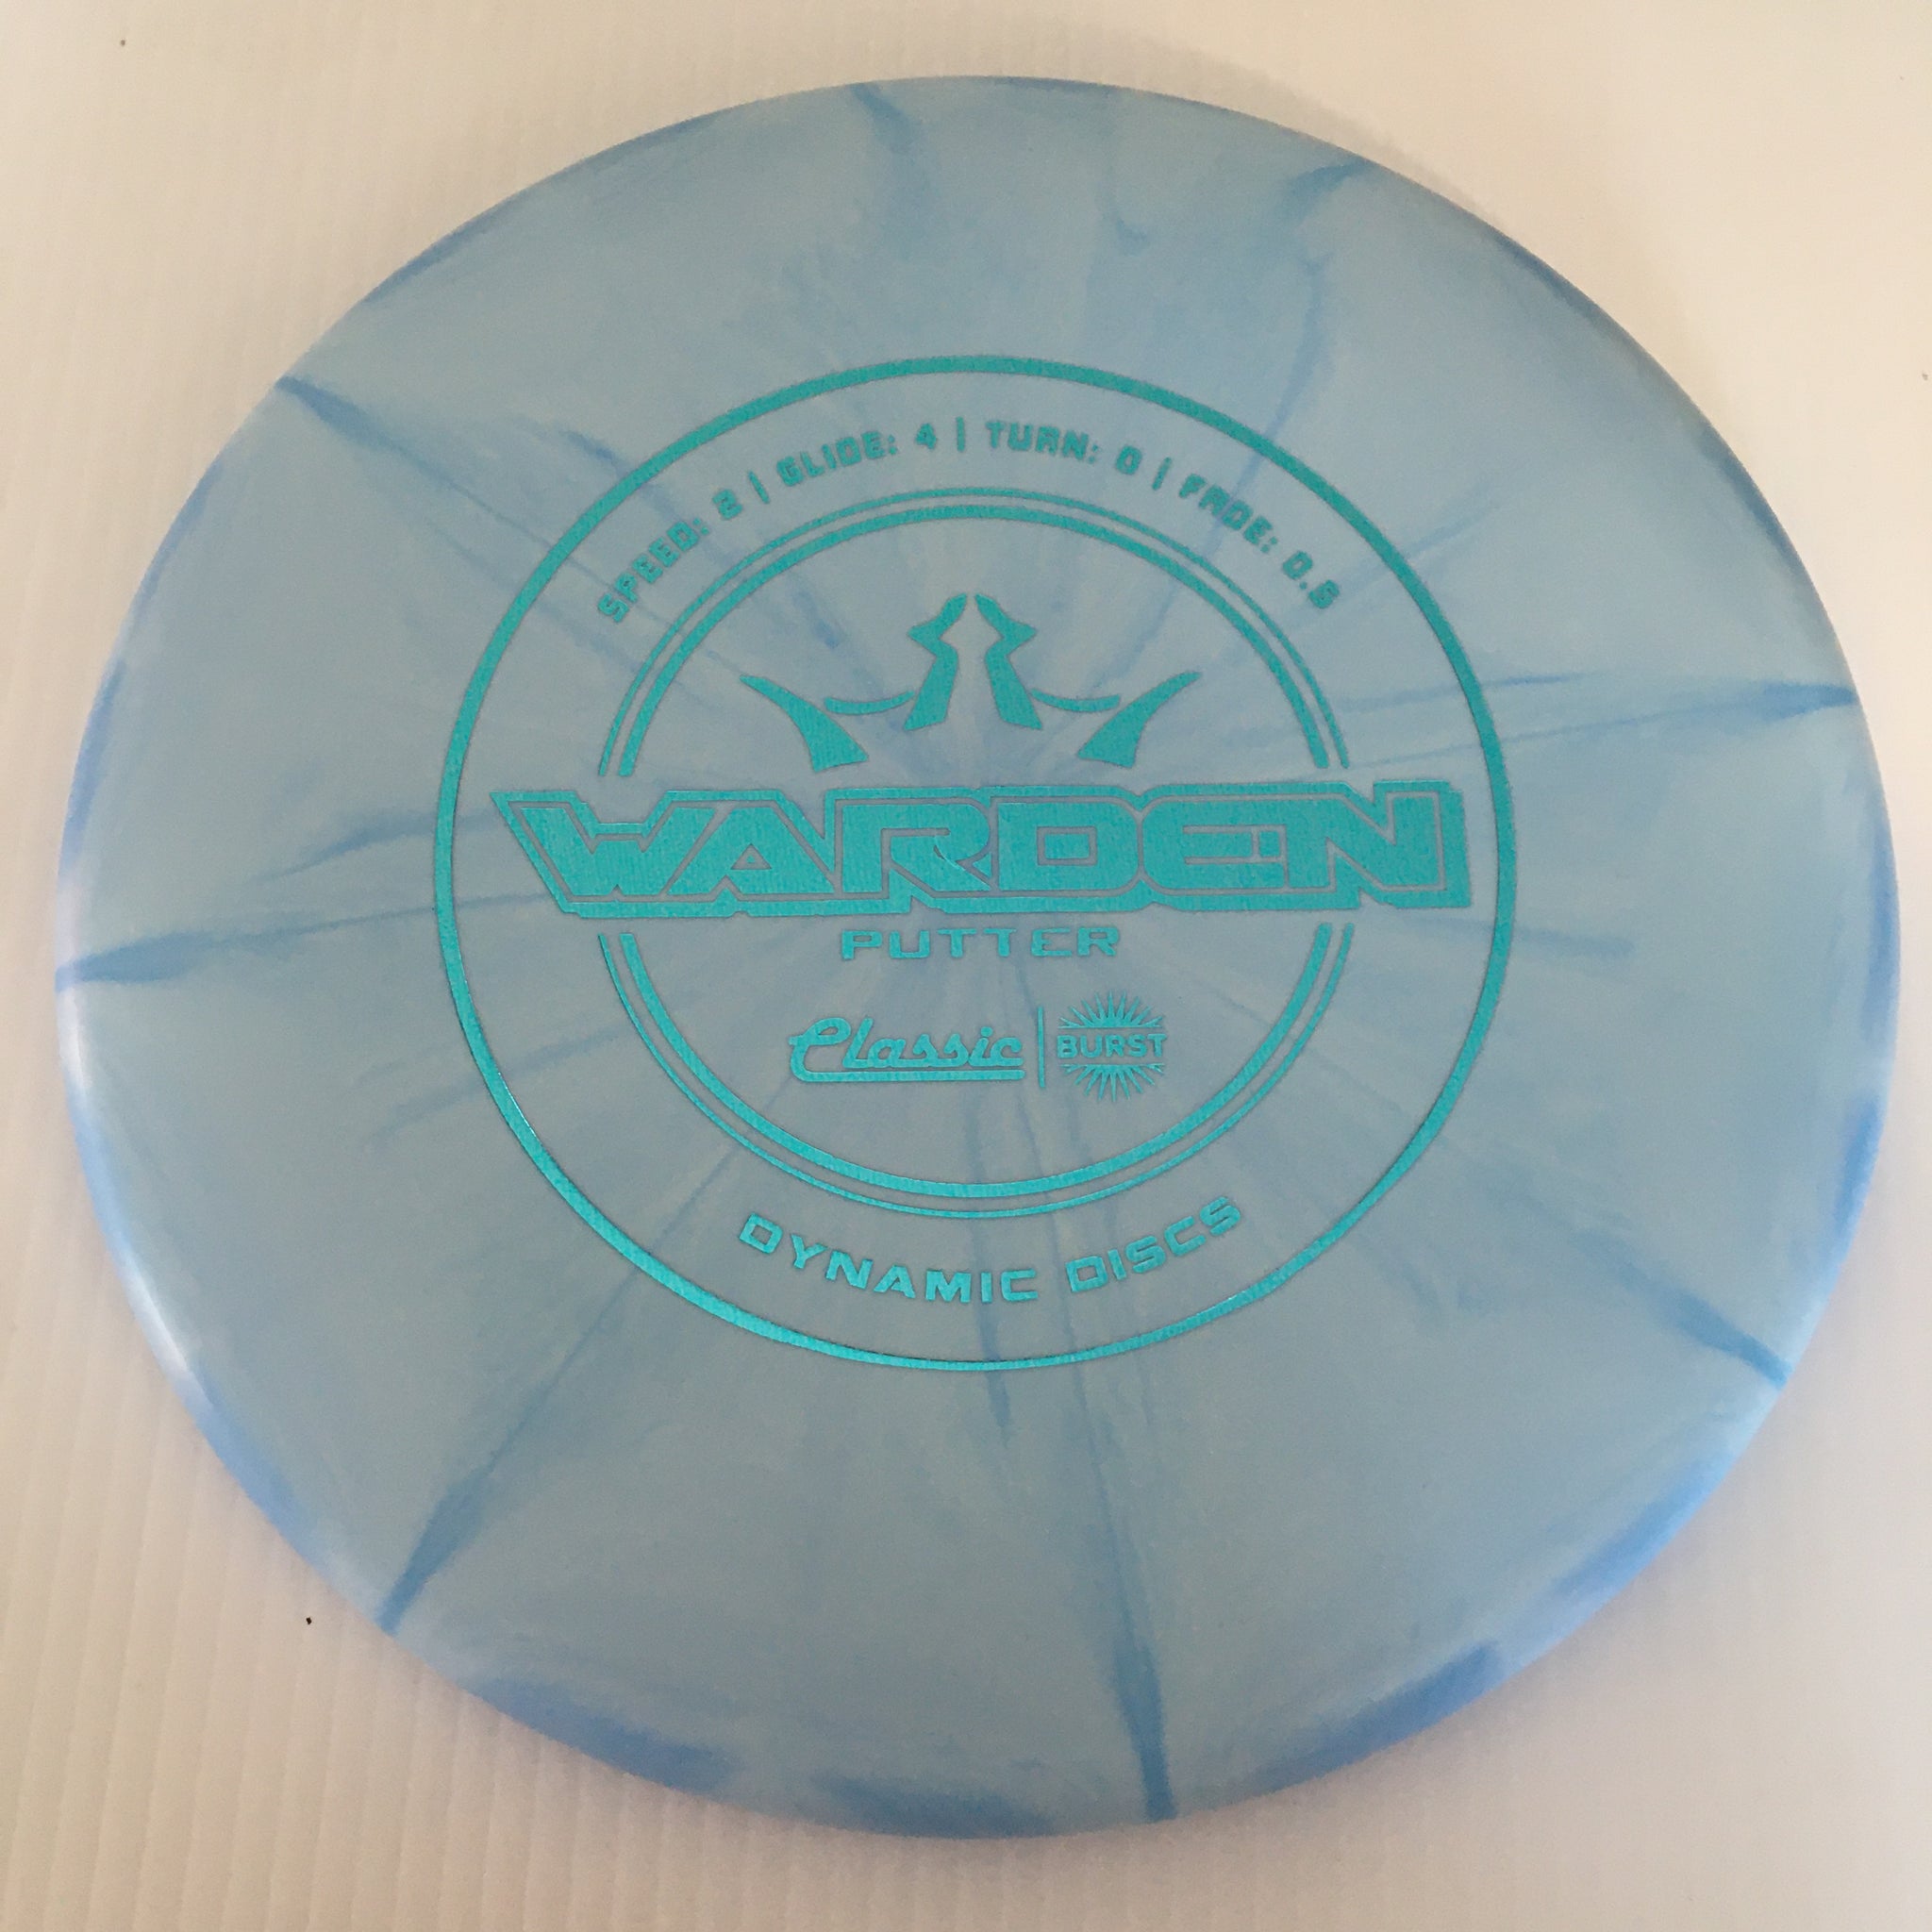 SPEED: 2 | GLIDE: 4 | TURN: 0 | FADE: 0.5
WARDEN
PUTTER
Classic | BURST
DYNAMIC DISCS